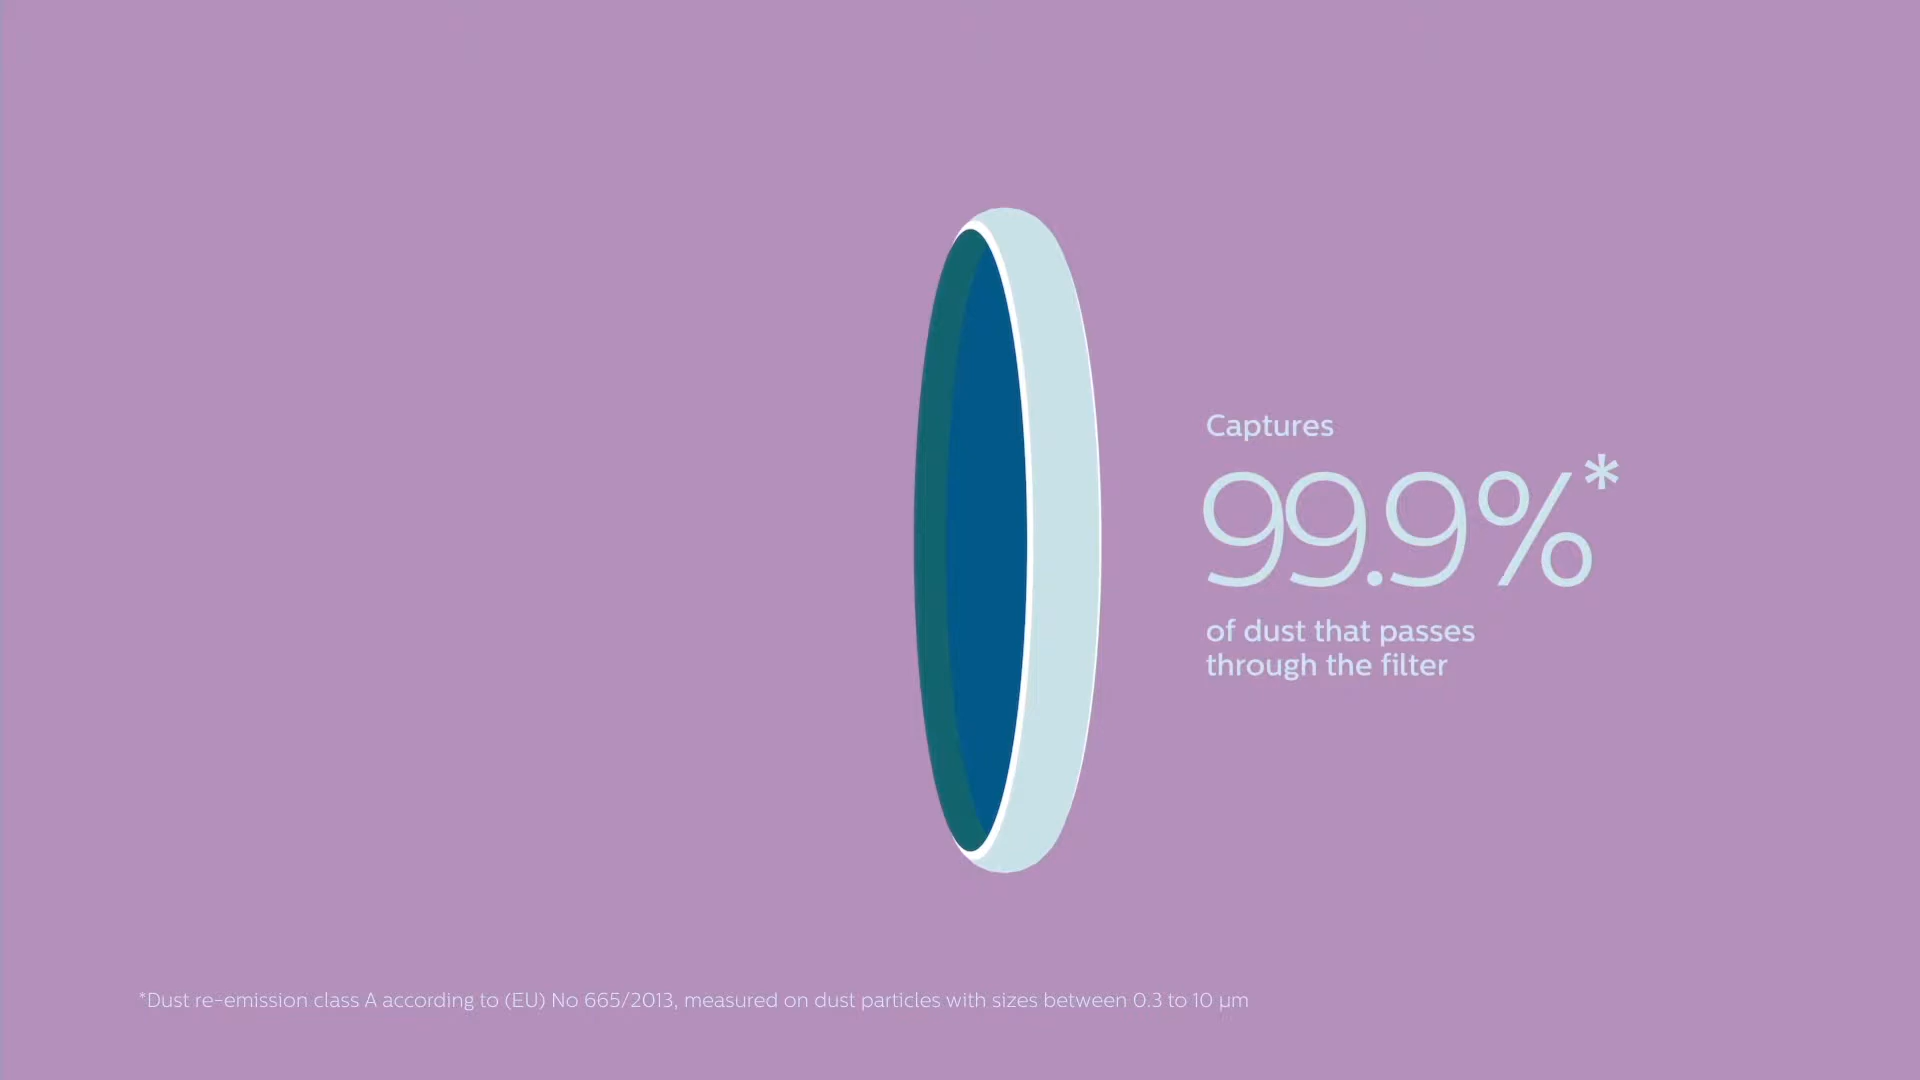 Captures
99.9%*
of dust that passes
through the filter
*Dust re-emission class A according to (EU) No 665/2013, measured on dust particles with sizes between 0.3 to 10 µm